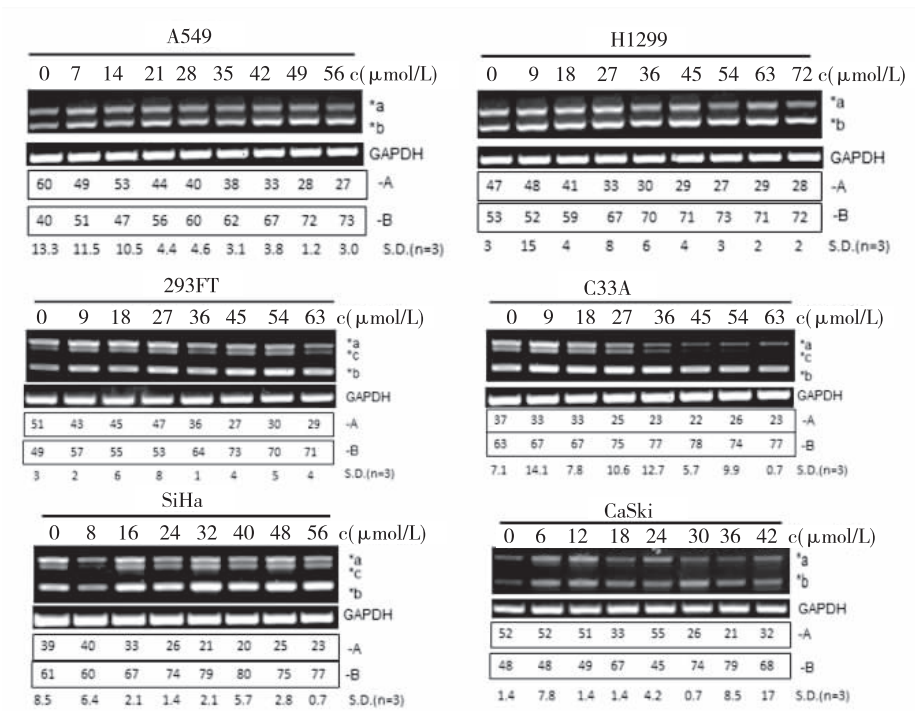 A549
0 7 14 21 28 35 42 49 56 c(μmol/L)
*a
*b
GAPDH
60 49 53 44 40 38 33 28 27 -A
40 51 47 56 60 62 67 72 73 -B
13.3 11.5 10.5 4.4 4.6 3.1 3.8 1.2 3.0 S.D.(n=3)
H1299
0 9 18 27 36 45 54 63 72 c(μmol/L)
*a
*b
GAPDH
47 48 41 33 30 29 27 29 28 -A
53 52 59 67 70 71 73 71 72 -B
3 15 4 8 6 4 3 2 2 S.D.(n=3)
293FT
0 9 18 27 36 45 54 63 c(μmol/L)
*a
*c
*b
GAPDH
51 43 45 47 36 27 30 29 -A
49 57 55 53 64 73 70 71 -B
3 2 6 8 1 4 5 4 S.D.(n=3)
C33A
0 9 18 27 36 45 54 63 c(μmol/L)
*a
*c
*b
GAPDH
37 33 33 25 23 22 26 23 -A
63 67 67 75 77 78 74 77 -B
7.1 14.1 7.8 10.6 12.7 5.7 9.9 0.7 S.D.(n=3)
SiHa
0 8 16 24 32 40 48 56 c(μmol/L)
*a
*c
*b
GAPDH
39 40 33 26 21 20 25 23 -A
61 60 67 74 79 80 75 77 -B
8.5 6.4 2.1 1.4 2.1 5.7 2.8 0.7 S.D.(n=3)
CaSki
0 6 12 18 24 30 36 42 c(μmol/L)
*a
*b
GAPDH
52 52 51 33 55 26 21 32 -A
48 48 49 67 45 74 79 68 -B
1.4 7.8 1.4 1.4 4.2 0.7 8.5 17 S.D.(n=3)